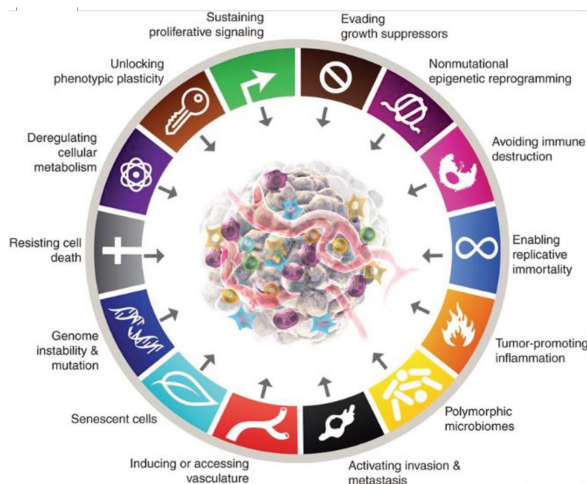 Sustaining
proliferative signaling
Evading
growth suppressors
Nonmutational
epigenetic reprogramming
Avoiding immune
destruction
Enabling
replicative
immortality
Tumor-promoting
inflammation
Polymorphic
microbiomes
Activating invasion &
metastasis
Inducing or accessing
vasculature
Senescent cells
Genome
instability &
mutation
Resisting cell
death
Deregulating
cellular
metabolism
Unlocking
phenotypic plasticity